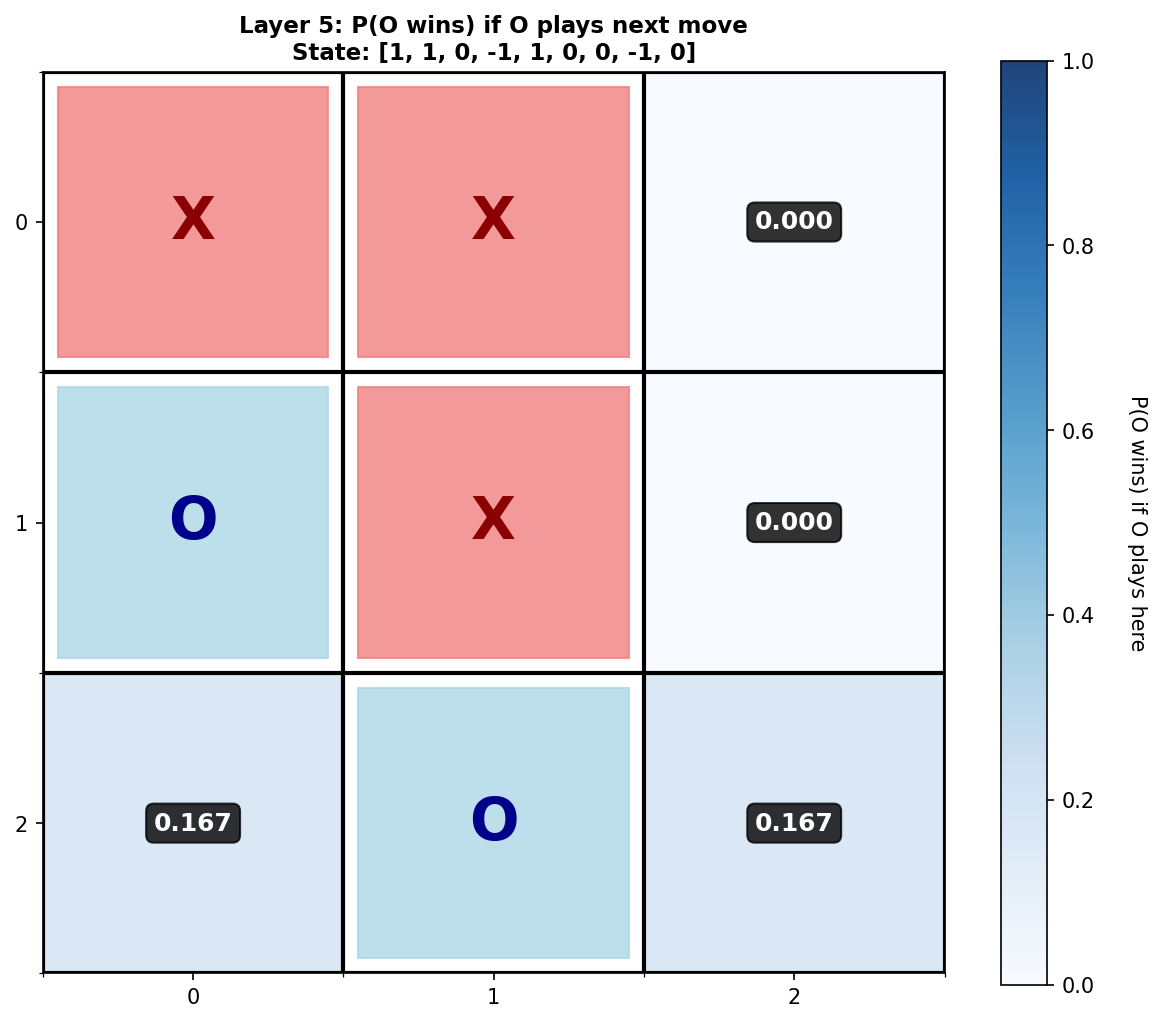 Layer 5: P(O wins) if O plays next move
State: [1, 1, 0, -1, 1, 0, 0, -1, 0]
X
X
0.000
O
X
0.000
0.167
O
0.167
0
1
2
0
1
2
1.0
0.8
0.6
0.4
0.2
0.0
P(O wins) if O plays here